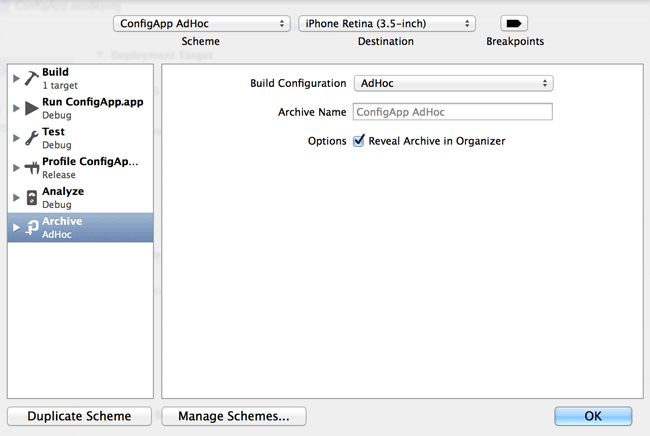 ConfigApp AdHoc
iPhone Retina (3.5-inch)
Scheme
Destination
Breakpoints
Build
1 target
Run ConfigApp.app
Debug
Test
Debug
Profile ConfigAp...
Release
Analyze
Debug
Archive
AdHoc
Build Configuration
AdHoc
Archive Name
ConfigApp AdHoc
Options
Reveal Archive in Organizer
Duplicate Scheme
Manage Schemes...
OK